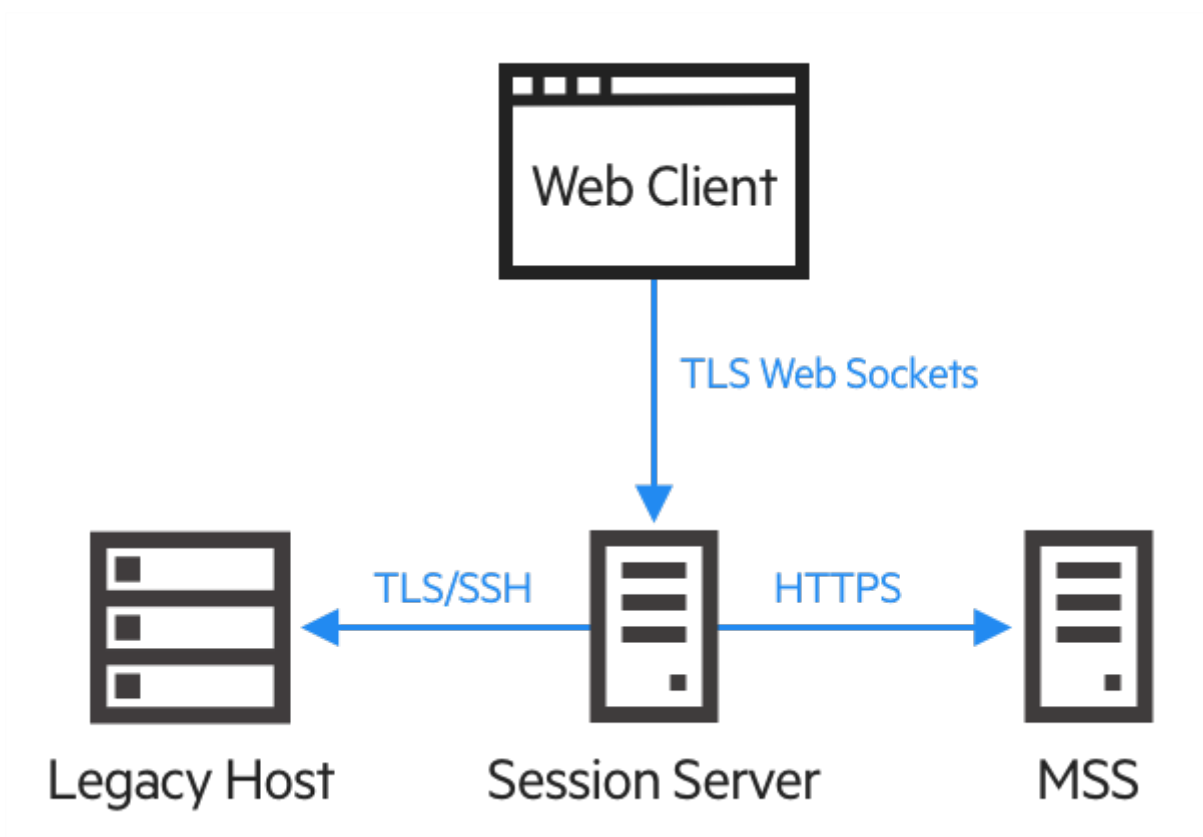 Web Client
TLS Web Sockets
TLS/SSH
HTTPS
Legacy Host
Session Server
MSS